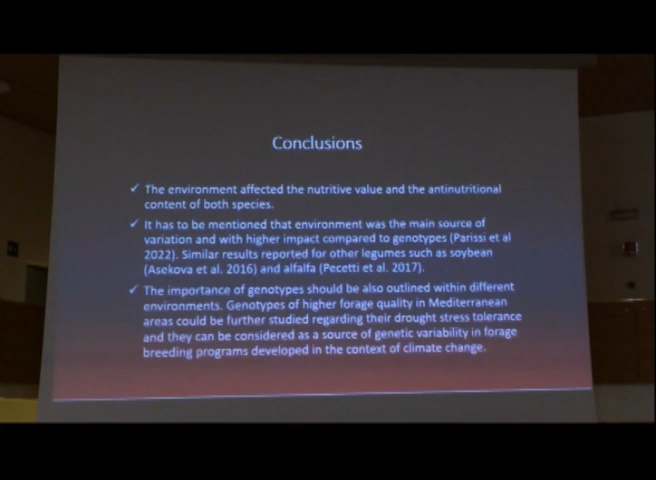 Conclusions
✓ The environment affected the nutritive value and the antinutritional
content of both species.
✓ It has to be mentioned that environment was the main source of
variation and with higher impact compared to genotypes (Parissi et al
2022). Similar results reported for other legumes such as soybean
(Asekova et al. 2016) and alfalfa (Pecetti et al. 2017).
✓ The importance of genotypes should be also outlined within different
environments. Genotypes of higher forage quality in Mediterranean
areas could be further studied regarding their drought stress tolerance
and they can be considered as a source of genetic variability in forage
breeding programs developed in the context of climate change.